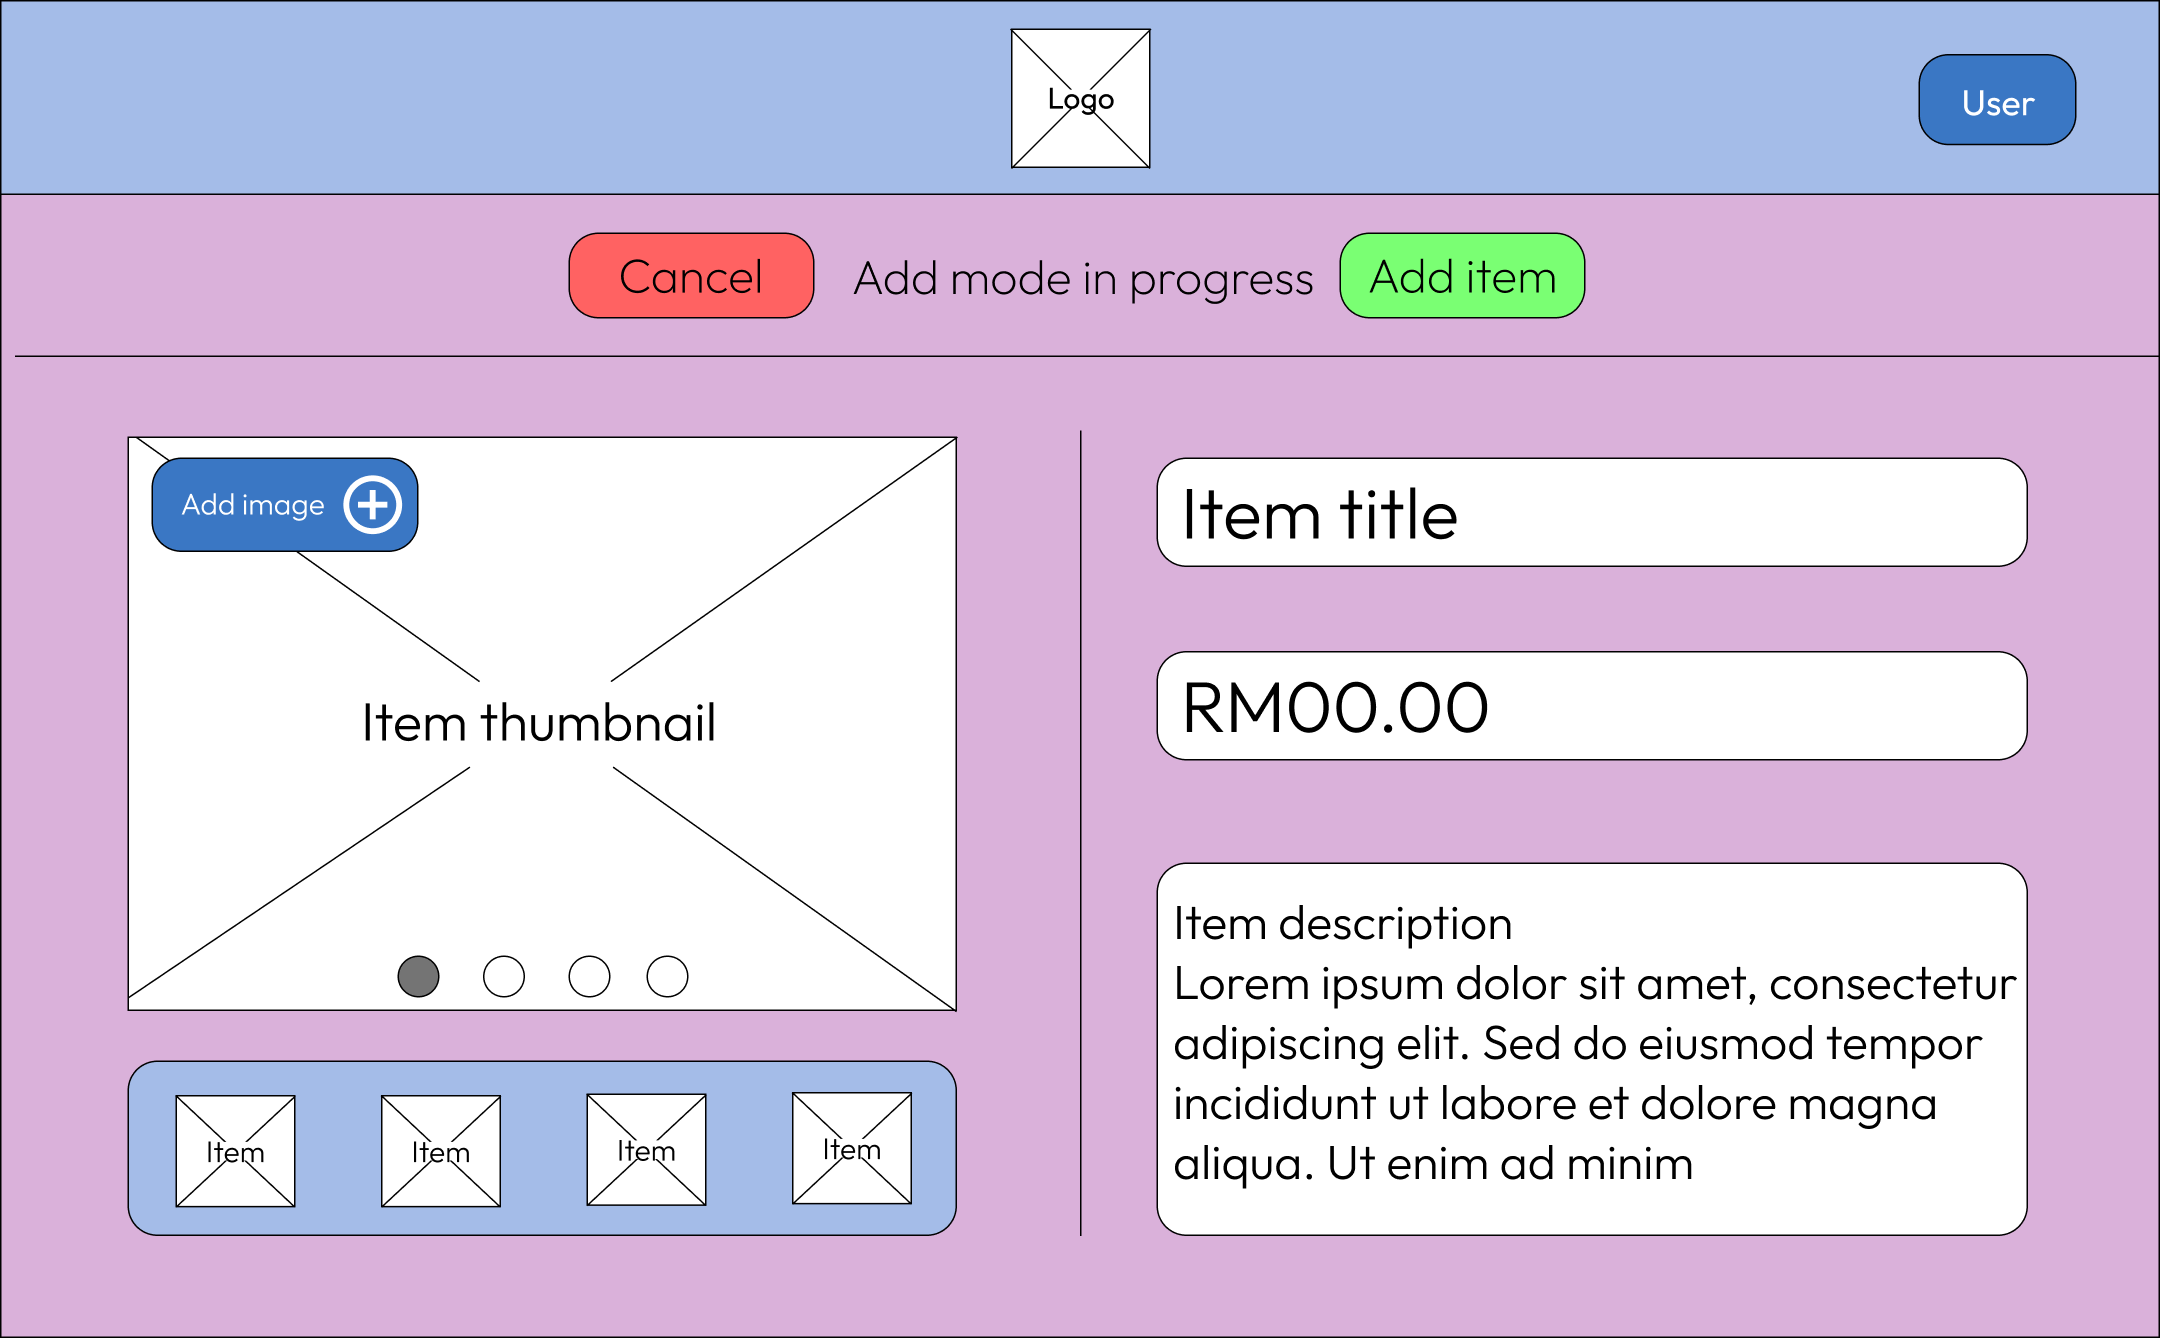 Logo
User
Cancel
Add mode in progress
Add item
Add image
Item thumbnail
Item
Item
Item
Item
Item title
RM00.00
Item description
Lorem ipsum dolor sit amet, consectetur
adipiscing elit. Sed do eiusmod tempor
incididunt ut labore et dolore magna
aliqua. Ut enim ad minim